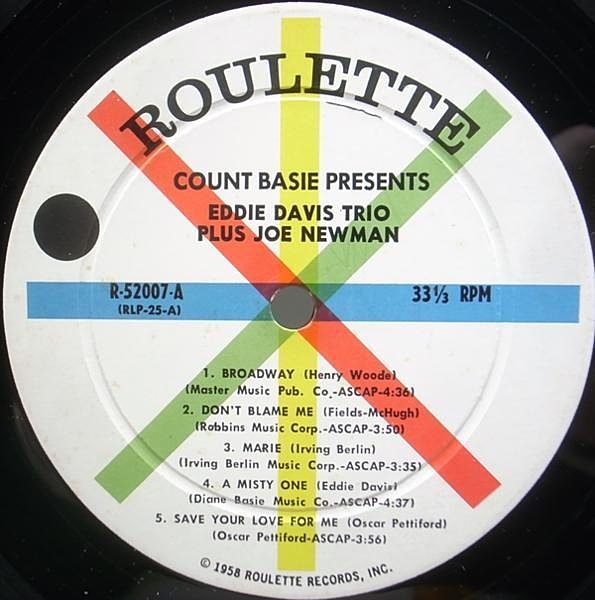 ROULETTE
COUNT BASIE PRESENTS
EDDIE DAVIS TRIO
PLUS JOE NEWMAN
R-52007-A
(RLP-25-A)
33 1/3 RPM
1. BROADWAY (Henry Woode)
(Master Music Pub. Co.-ASCAP-4:36)
2. DON'T BLAME ME (Fields-McHugh)
(Robbins Music Corp.-ASCAP-3:50)
3. MARIE (Irving Berlin)
(Irving Berlin Music Corp.-ASCAP-3:35)
4. A MISTY ONE (Eddie Davis)
(Diane Basie Music Co.-ASCAP-4:37)
5. SAVE YOUR LOVE FOR ME (Oscar Pettiford)
(Oscar Pettiford-ASCAP-3:56)
© 1958 ROULETTE RECORDS, INC.